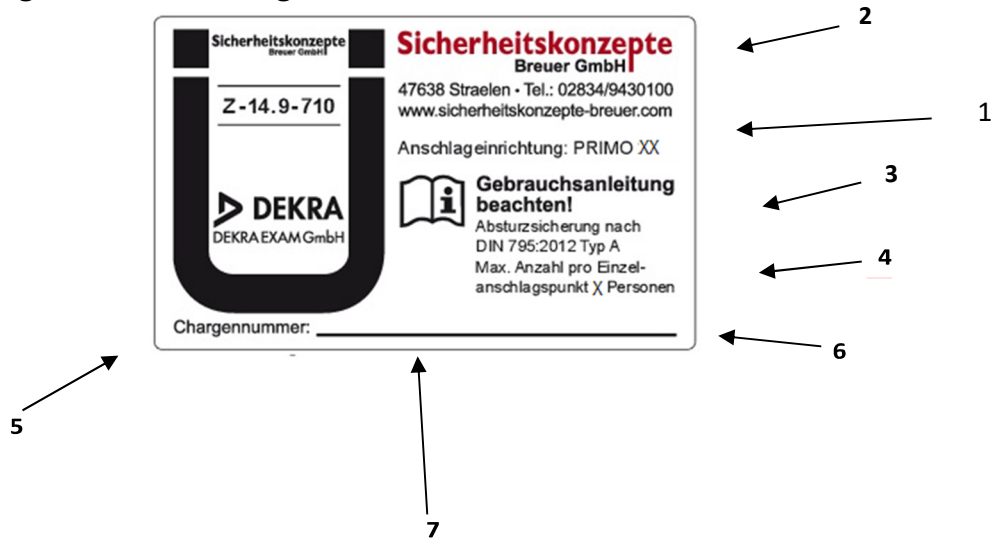 Sicherheitskonzepte
Breuer GmbH
Z-14.9-710
DEKRA
DEKRA EXAM GmbH
Sicherheitskonzepte
Breuer GmbH
47638 Straelen • Tel.: 02834/9430100
www.sicherheitskonzepte-breuer.com
Anschlageinrichtung: PRIMO XX
Gebrauchsanleitung
beachten!
Absturzsicherung nach
DIN 795:2012 Typ A
Max. Anzahl pro Einzel-
anschlagspunkt X Personen
Chargennummer:
2
1
3
4
6
5
7